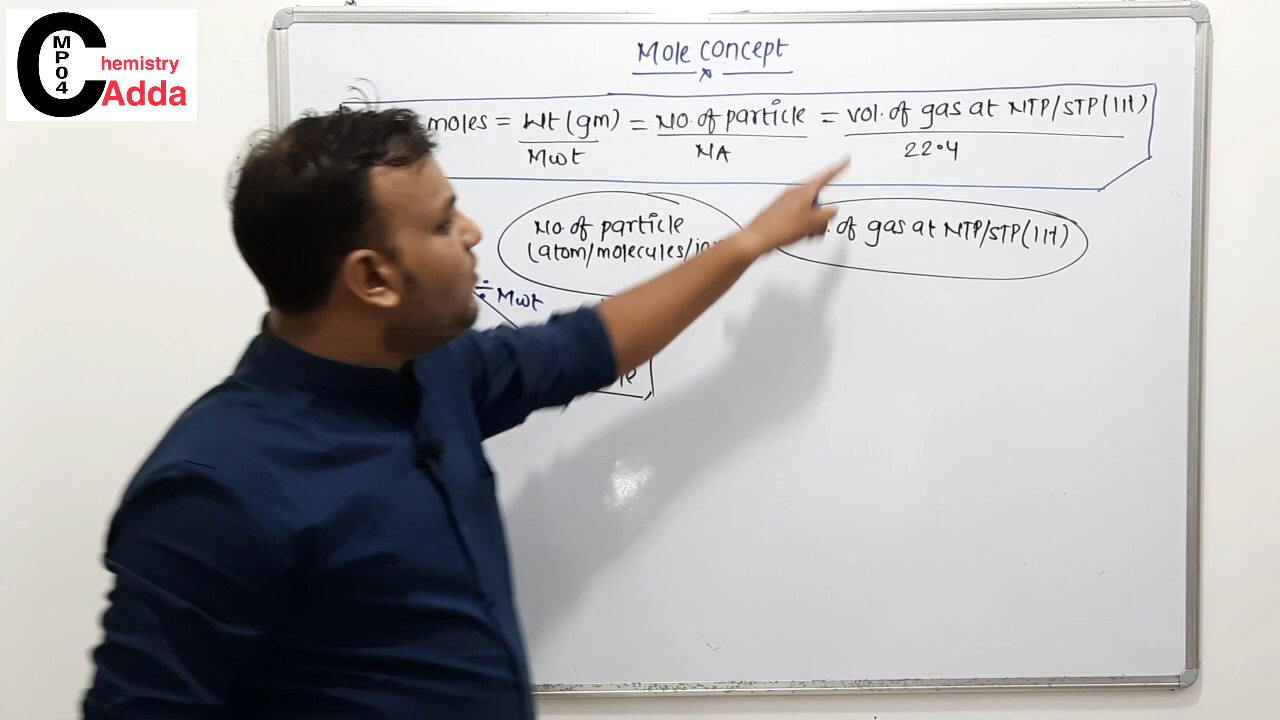 C
MP04
hemistry
Adda
Mole concept
moles = Wt (gm) = No. of particle = vol. of gas at NTP/STP (lit)
Mwt NA 22.4
No. of particle
(atom/molecules/
of gas at NTP/STP (lit)
÷ Mwt